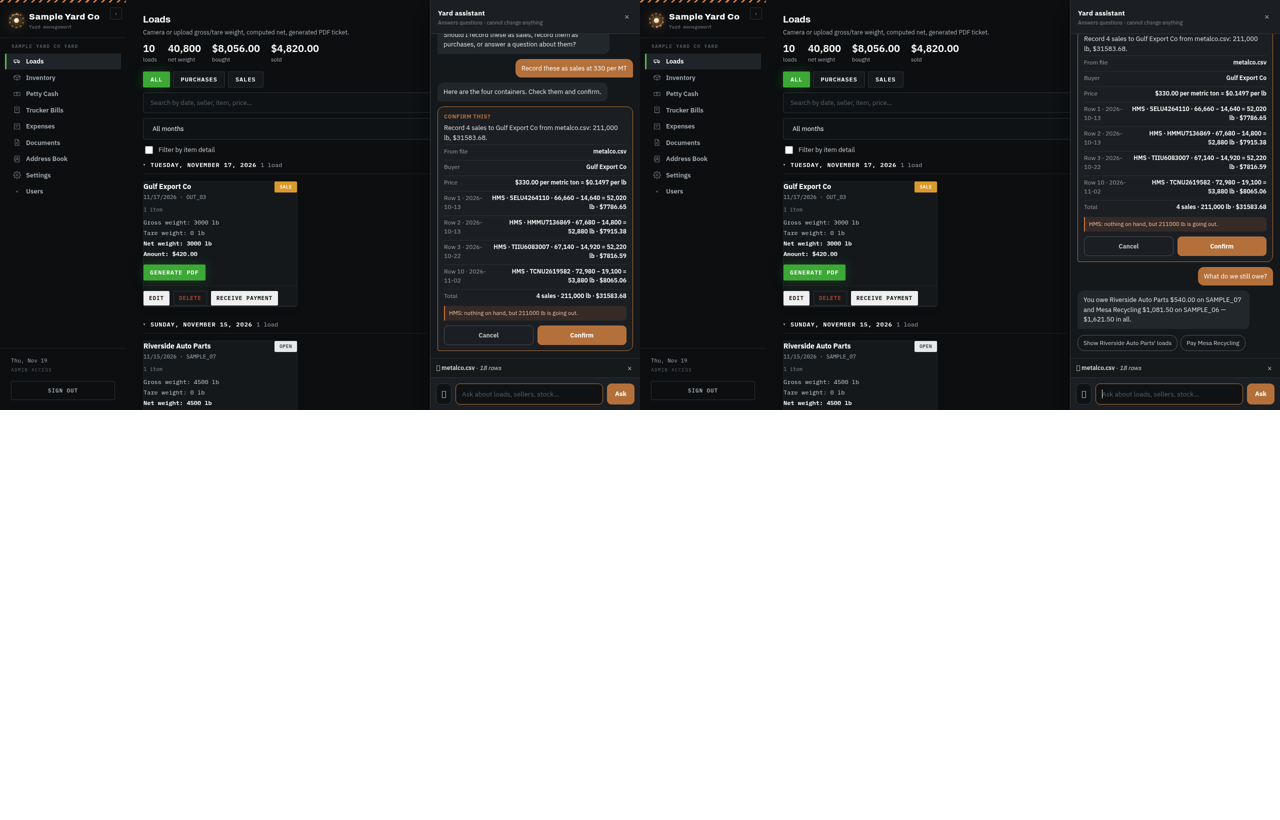 Sample Yard Co
Yard management
SAMPLE YARD CO YARD
Loads
Inventory
Petty Cash
Trucker Bills
Expenses
Documents
Address Book
Settings
Users
Thu, Nov 19
ADMIN ACCESS
SIGN OUT
Loads
Camera or upload gross/tare weight, computed net, generated PDF ticket.
10 40,800 $8,056.00 $4,820.00
loads net weight bought sold
ALL PURCHASES SALES
Search by date, seller, item, price...
All months
Filter by item detail
TUESDAY, NOVEMBER 17, 2026 1 load
Gulf Export Co SALE
11/17/2026 · OUT_03
1 item
Gross weight: 3000 lb
Tare weight: 0 lb
Net weight: 3000 lb
Amount: $420.00
GENERATE PDF
EDIT DELETE RECEIVE PAYMENT
SUNDAY, NOVEMBER 15, 2026 1 load
Riverside Auto Parts OPEN
11/15/2026 · SAMPLE_07
1 item
Gross weight: 4500 lb
Tare weight: 0 lb
Net weight: 4500 lb
Yard assistant ×
Answers questions · cannot change anything
Should I record these as sales, record them as
purchases, or answer a question about them?
Record these as sales at 330 per MT
Here are the four containers. Check them and confirm.
CONFIRM THIS?
Record 4 sales to Gulf Export Co from metalco.csv: 211,000
lb, $31583.68.
From file metalco.csv
Buyer Gulf Export Co
Price $330.00 per metric ton = $0.1497 per lb
Row 1 · 2026- HMS · SELU4264110 · 66,660 − 14,640 = 52,020
10-13 lb · $7786.65
Row 2 · 2026- HMS · HMMU7136869 · 67,680 − 14,800 =
10-13 52,880 lb · $7915.38
Row 3 · 2026- HMS · TIIU6083007 · 67,140 − 14,920 = 52,220
10-22 lb · $7816.59
Row 10 · 2026- HMS · TCNU2619582 · 72,980 − 19,100 =
11-02 53,880 lb · $8065.06
Total 4 sales · 211,000 lb · $31583.68
HMS: nothing on hand, but 211000 lb is going out.
Cancel Confirm
metalco.csv · 18 rows ×
Ask about loads, sellers, stock... Ask
Sample Yard Co
Yard management
SAMPLE YARD CO YARD
Loads
Inventory
Petty Cash
Trucker Bills
Expenses
Documents
Address Book
Settings
Users
Thu, Nov 19
ADMIN ACCESS
SIGN OUT
Loads
Camera or upload gross/tare weight, computed net, generated PDF ticket.
10 40,800 $8,056.00 $4,820.00
loads net weight bought sold
ALL PURCHASES SALES
Search by date, seller, item, price...
All months
Filter by item detail
TUESDAY, NOVEMBER 17, 2026 1 load
Gulf Export Co SALE
11/17/2026 · OUT_03
1 item
Gross weight: 3000 lb
Tare weight: 0 lb
Net weight: 3000 lb
Amount: $420.00
GENERATE PDF
EDIT DELETE RECEIVE PAYMENT
SUNDAY, NOVEMBER 15, 2026 1 load
Riverside Auto Parts OPEN
11/15/2026 · SAMPLE_07
1 item
Gross weight: 4500 lb
Tare weight: 0 lb
Net weight: 4500 lb
Yard assistant ×
Answers questions · cannot change anything
Record 4 sales to Gulf Export Co from metalco.csv: 211,000
lb, $31583.68.
From file metalco.csv
Buyer Gulf Export Co
Price $330.00 per metric ton = $0.1497 per lb
Row 1 · 2026- HMS · SELU4264110 · 66,660 − 14,640 = 52,020
10-13 lb · $7786.65
Row 2 · 2026- HMS · HMMU7136869 · 67,680 − 14,800 =
10-13 52,880 lb · $7915.38
Row 3 · 2026- HMS · TIIU6083007 · 67,140 − 14,920 = 52,220
10-22 lb · $7816.59
Row 10 · 2026- HMS · TCNU2619582 · 72,980 − 19,100 =
11-02 53,880 lb · $8065.06
Total 4 sales · 211,000 lb · $31583.68
HMS: nothing on hand, but 211000 lb is going out.
Cancel Confirm
What do we still owe?
You owe Riverside Auto Parts $540.00 on SAMPLE_07
and Mesa Recycling $1,081.50 on SAMPLE_06 —
$1,621.50 in all.
Show Riverside Auto Parts' loads Pay Mesa Recycling
metalco.csv · 18 rows ×
Ask about loads, sellers, stock... Ask